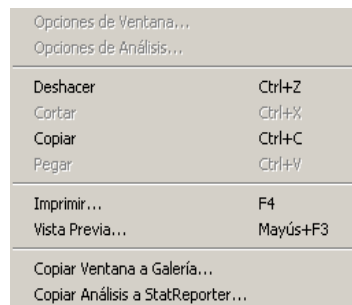 Opciones de Ventana...
Opciones de Análisis...
Deshacer Ctrl+Z
Cortar Ctrl+X
Copiar Ctrl+C
Pegar Ctrl+V
Imprimir... F4
Vista Previa... Mayús+F3
Copiar Ventana a Galería...
Copiar Análisis a StatReporter...